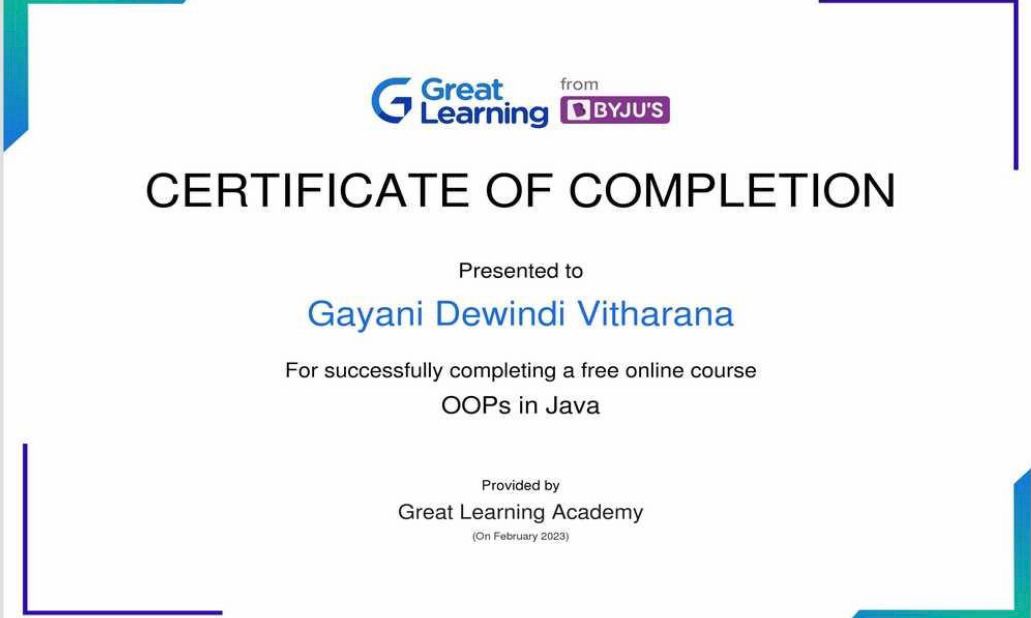 Great
Learning
from
BYJU'S
CERTIFICATE OF COMPLETION
Presented to
Gayani Dewindi Vitharana
For successfully completing a free online course
OOPs in Java
Provided by
Great Learning Academy
(On February 2023)